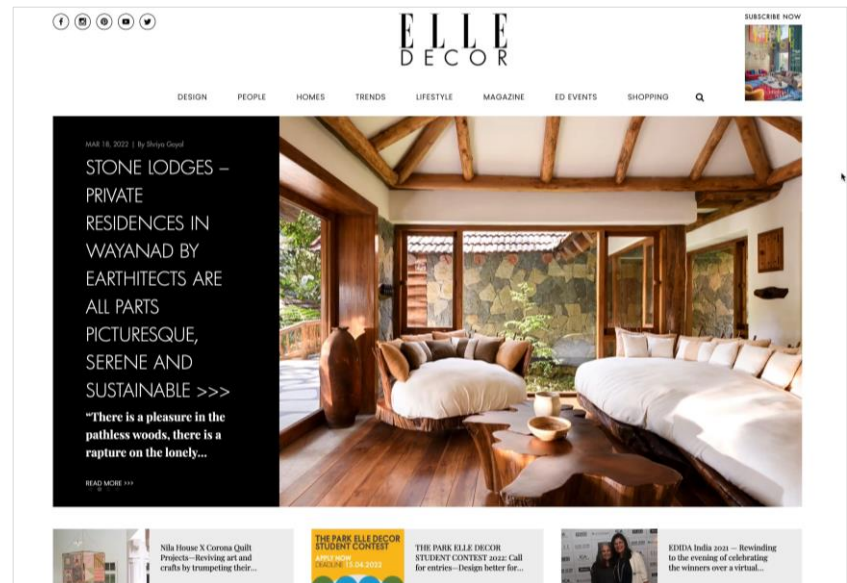 SUBSCRIBE NOW
ELLE
DECOR
DESIGN PEOPLE HOMES TRENDS LIFESTYLE MAGAZINE ED EVENTS SHOPPING
MAR 18, 2022 | By Shriya Goyal
STONE LODGES –
PRIVATE
RESIDENCES IN
WAYANAD BY
EARTHITECTS ARE
ALL PARTS
PICTURESQUE,
SERENE AND
SUSTAINABLE >>>
“There is a pleasure in the
pathless woods, there is a
rapture on the lonely...
READ MORE >>>
Nila House X Corona Quilt
Projects—Reviving art and
crafts by trumpeting their...
THE PARK ELLE DECOR
STUDENT CONTEST
APPLY NOW
DEADLINE 15.04.2022
THE PARK ELLE DECOR
STUDENT CONTEST 2022: Call
for entries—Design better for...
EDIDA India 2021 — Rewinding
to the evening of celebrating
the winners over a virtual...